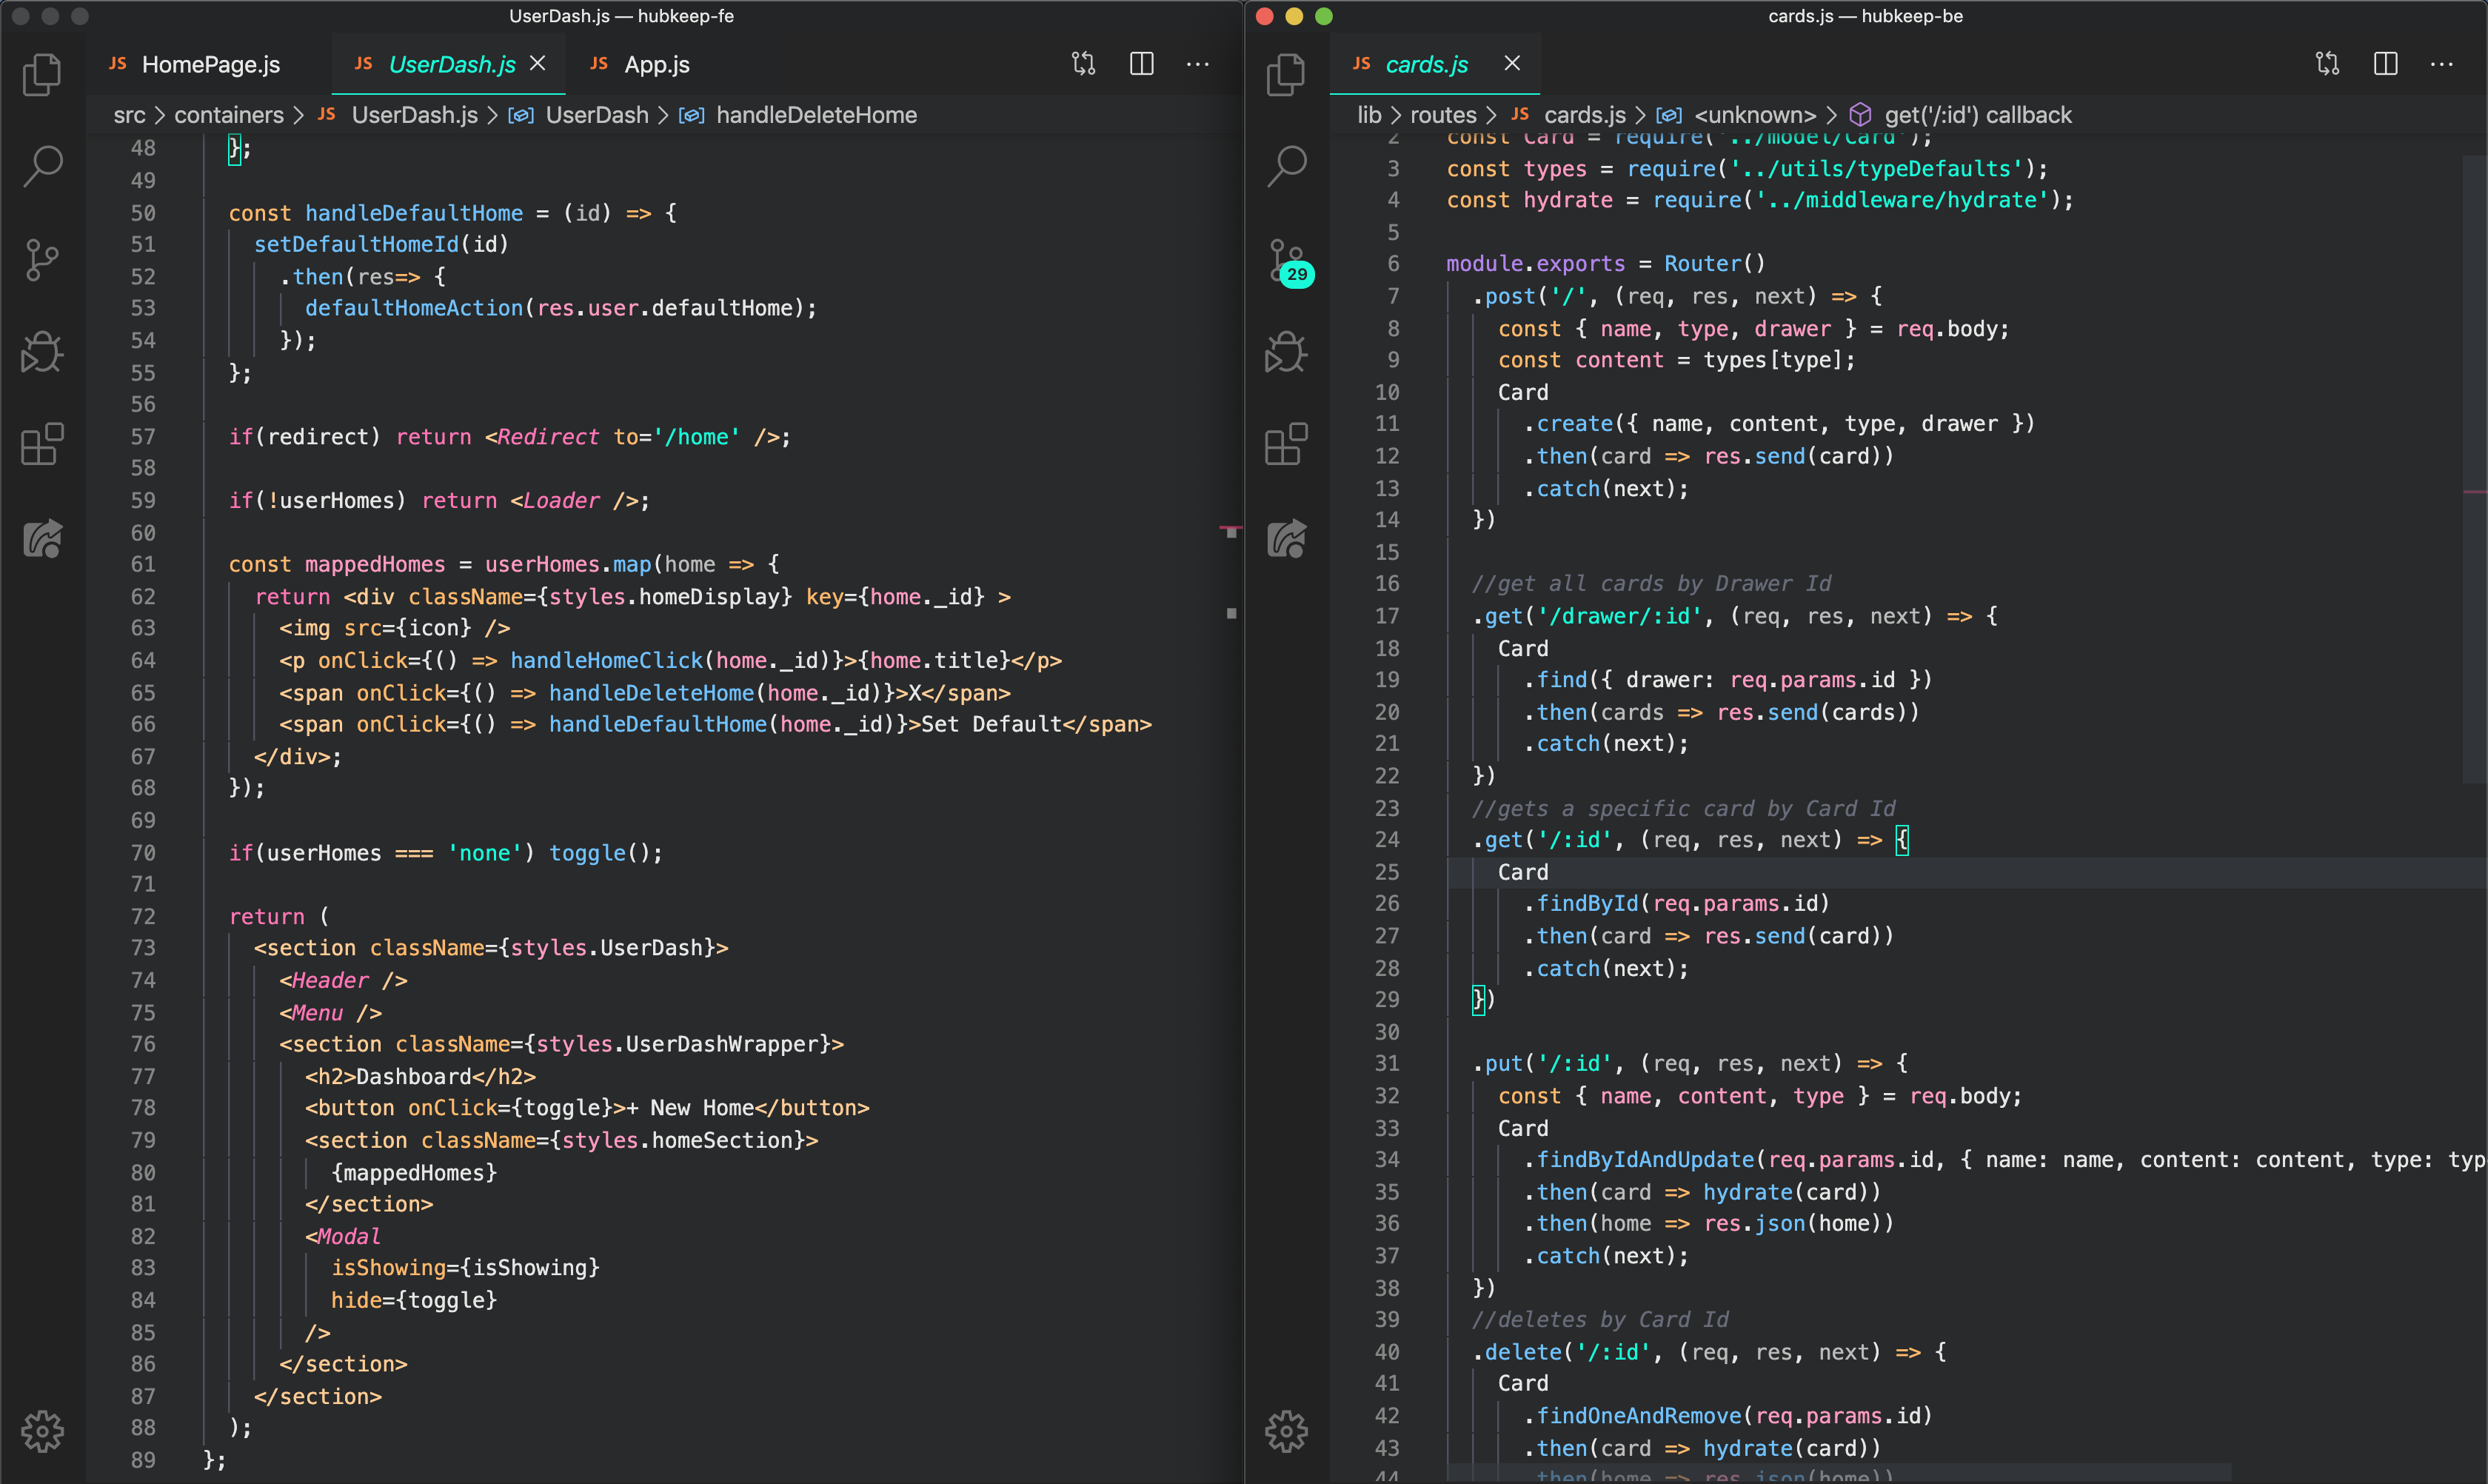 UserDash.js — hubkeep-fe
JS HomePage.js
JS UserDash.js
JS App.js
src > containers > JS UserDash.js > UserDash > handleDeleteHome
48 };
49
50 const handleDefaultHome = (id) => {
51 setDefaultHomeId(id)
52 .then(res=> {
53 defaultHomeAction(res.user.defaultHome);
54 });
55 };
56
57 if(redirect) return <Redirect to='/home' />;
58
59 if(!userHomes) return <Loader />;
60
61 const mappedHomes = userHomes.map(home => {
62 return <div className={styles.homeDisplay} key={home._id} >
63 <img src={icon} />
64 <p onClick={() => handleHomeClick(home._id)}>{home.title}</p>
65 <span onClick={() => handleDeleteHome(home._id)}>X</span>
66 <span onClick={() => handleDefaultHome(home._id)}>Set Default</span>
67 </div>;
68 });
69
70 if(userHomes === 'none') toggle();
71
72 return (
73 <section className={styles.UserDash}>
74 <Header />
75 <Menu />
76 <section className={styles.UserDashWrapper}>
77 <h2>Dashboard</h2>
78 <button onClick={toggle}>+ New Home</button>
79 <section className={styles.homeSection}>
80 {mappedHomes}
81 </section>
82 <Modal
83 isShowing={isShowing}
84 hide={toggle}
85 />
86 </section>
87 </section>
88 );
89 };
cards.js — hubkeep-be
JS cards.js
29
lib > routes > JS cards.js > <unknown> > get('/:id') callback
2 const Card = require('../model/Card');
3 const types = require('../utils/typeDefaults');
4 const hydrate = require('../middleware/hydrate');
5
6 module.exports = Router()
7 .post('/', (req, res, next) => {
8 const { name, type, drawer } = req.body;
9 const content = types[type];
10 Card
11 .create({ name, content, type, drawer })
12 .then(card => res.send(card))
13 .catch(next);
14 })
15
16 //get all cards by Drawer Id
17 .get('/drawer/:id', (req, res, next) => {
18 Card
19 .find({ drawer: req.params.id })
20 .then(cards => res.send(cards))
21 .catch(next);
22 })
23 //gets a specific card by Card Id
24 .get('/:id', (req, res, next) => {
25 Card
26 .findById(req.params.id)
27 .then(card => res.send(card))
28 .catch(next);
29 })
30
31 .put('/:id', (req, res, next) => {
32 const { name, content, type } = req.body;
33 Card
34 .findByIdAndUpdate(req.params.id, { name: name, content: content, type: typ
35 .then(card => hydrate(card))
36 .then(home => res.json(home))
37 .catch(next);
38 })
39 //deletes by Card Id
40 .delete('/:id', (req, res, next) => {
41 Card
42 .findOneAndRemove(req.params.id)
43 .then(card => hydrate(card))
44 .then(home => res.json(home))